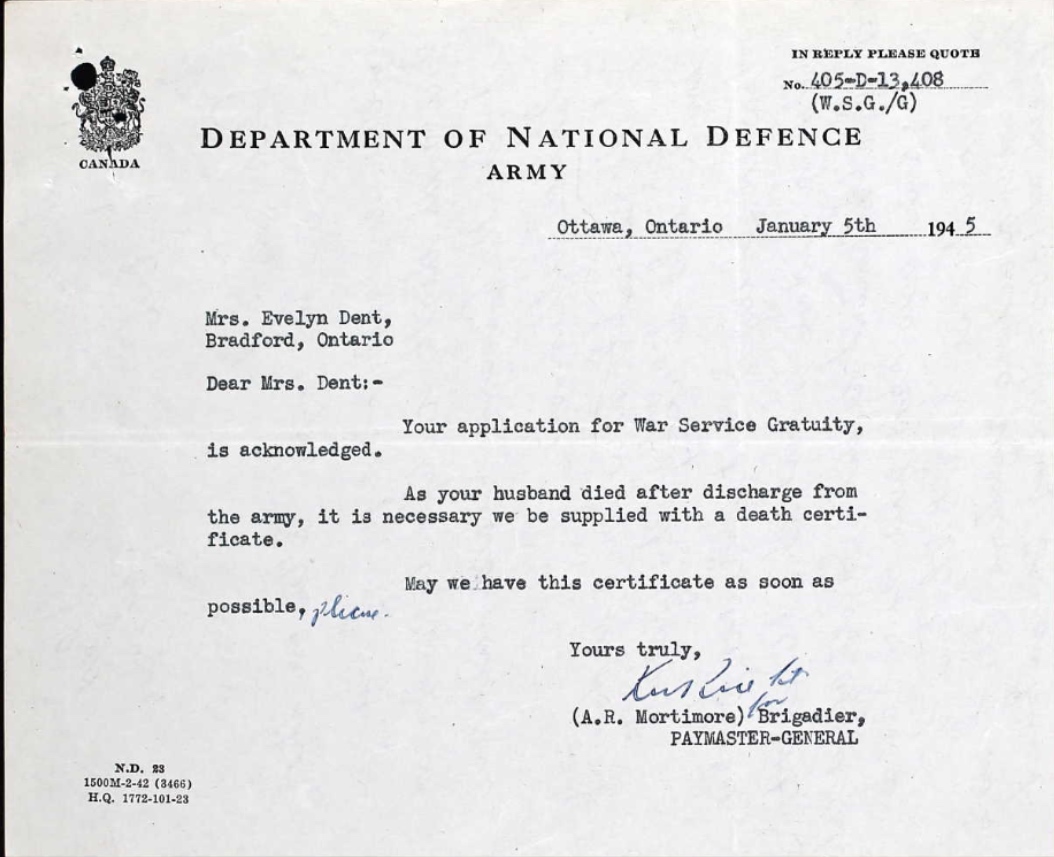 IN REPLY PLEASE QUOTE
No. 405-D-13,408
(W.S.G./G)
CANADA
DEPARTMENT OF NATIONAL DEFENCE
ARMY
Ottawa, Ontario January 5th 1945
Mrs. Evelyn Dent,
Bradford, Ontario
Dear Mrs. Dent:-
Your application for War Service Gratuity,
is acknowledged.
As your husband died after discharge from
the army, it is necessary we be supplied with a death certi-
ficate.
May we have this certificate as soon as
possible, please.
Yours truly,
for
(A.R. Mortimore) Brigadier,
PAYMASTER-GENERAL
N.D. 23
1500M-2-42 (3466)
H.Q. 1772-101-23